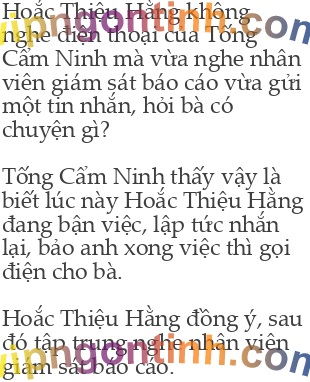 Hoắc Thiệu Hằng không
nghe điện thoại của Tống
Cẩm Ninh mà vừa nghe nhân
viên giám sát báo cáo vừa gửi
một tin nhắn, hỏi bà có
chuyện gì?
Tống Cẩm Ninh thấy vậy là
biết lúc này Hoắc Thiệu Hằng
đang bận việc, lập tức nhắn
lại, bảo anh xong việc thì gọi
điện cho bà.
Hoắc Thiệu Hằng đồng ý, sau
đó tập trung nghe nhân viên
giám sát báo cáo.
vipngontinh.com
vipngontinh.com